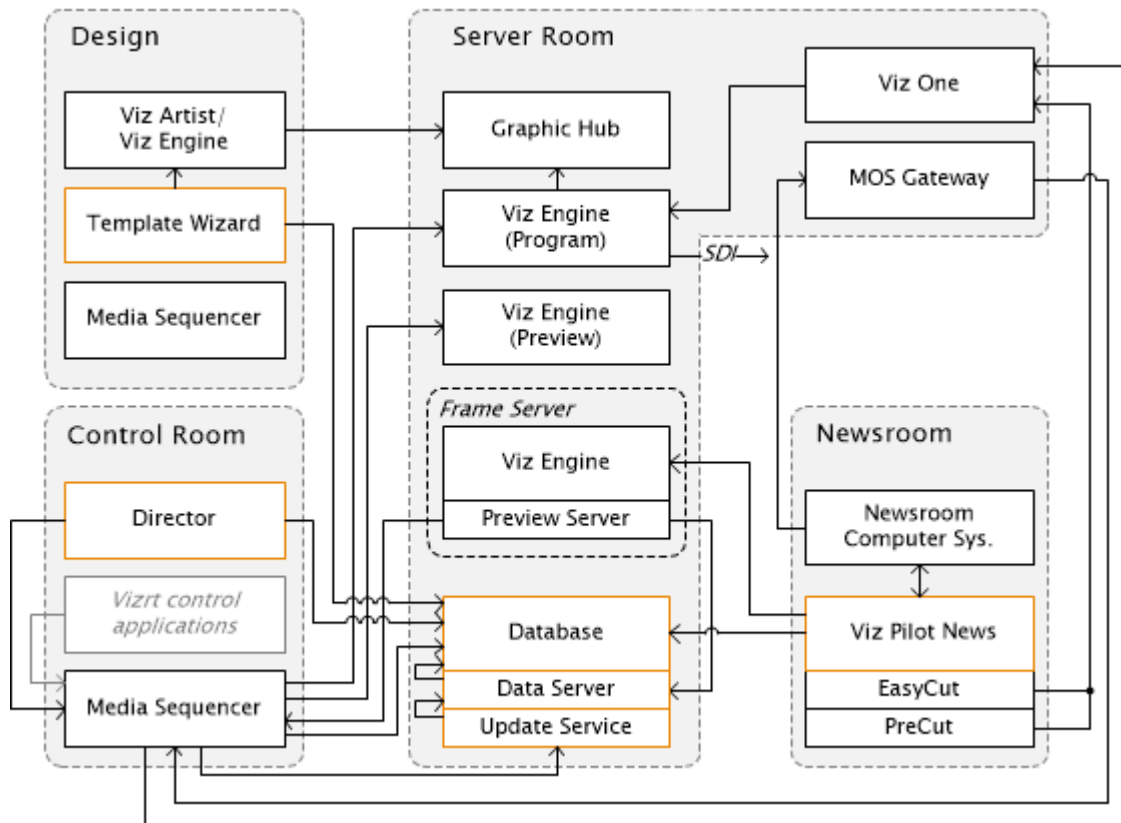 Design
Viz Artist/
Viz Engine
Template Wizard
Media Sequencer
Server Room
Graphic Hub
Viz Engine
(Program)
SDI
Viz Engine
(Preview)
Viz One
MOS Gateway
Frame Server
Viz Engine
Preview Server
Database
Data Server
Update Service
Control Room
Director
Vizrt control
applications
Media Sequencer
Newsroom
Newsroom
Computer Sys.
Viz Pilot News
EasyCut
PreCut